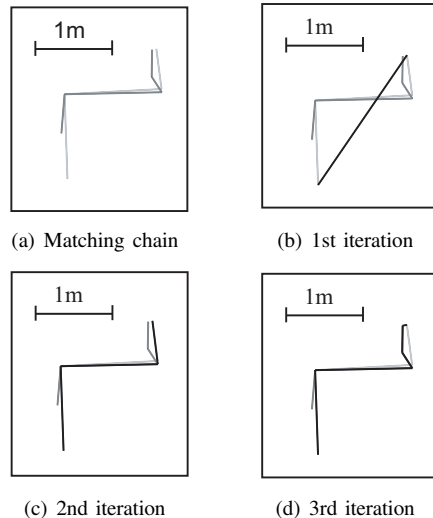 1m
1m
(a) Matching chain
(b) 1st iteration
1m
1m
(c) 2nd iteration
(d) 3rd iteration